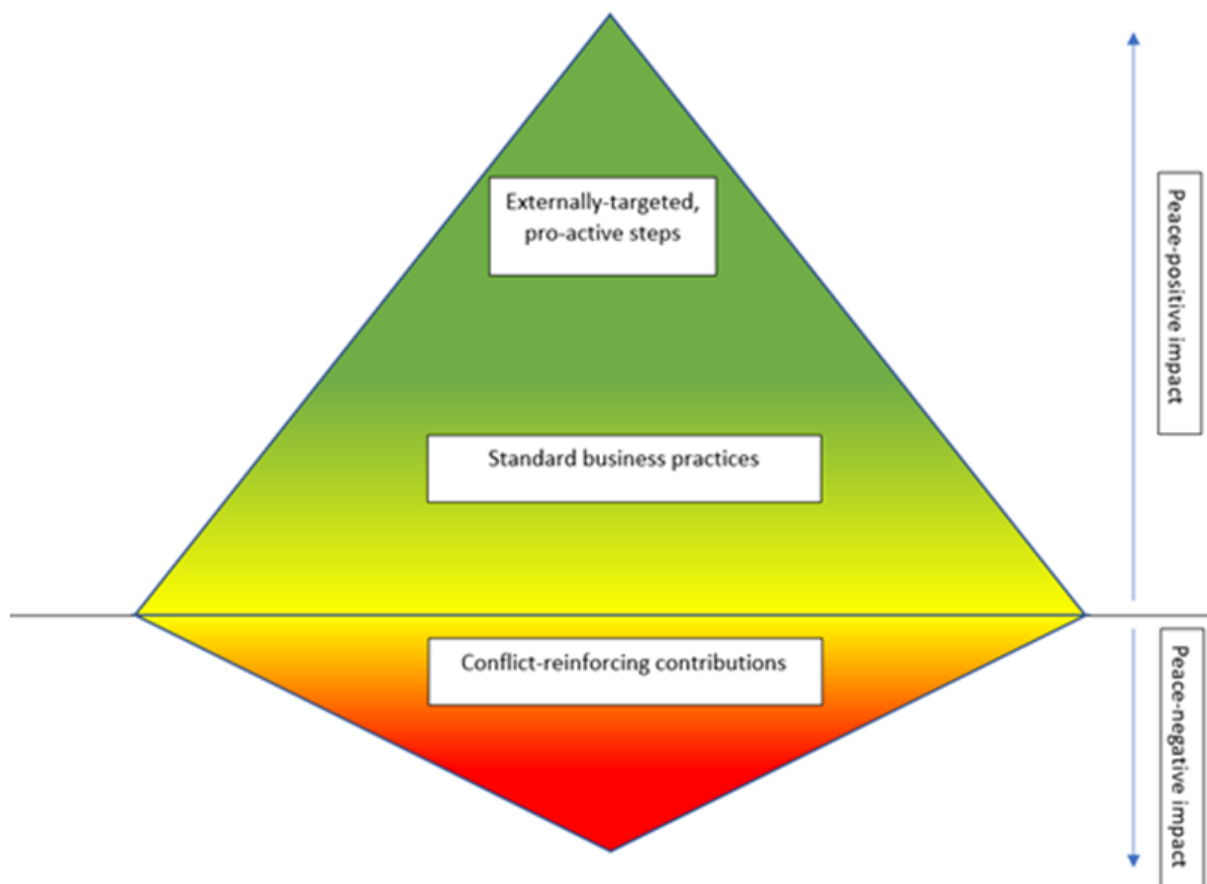 Externally-targeted,
pro-active steps
Peace-positive impact
Standard business practices
Conflict-reinforcing contributions
Peace-negative impact